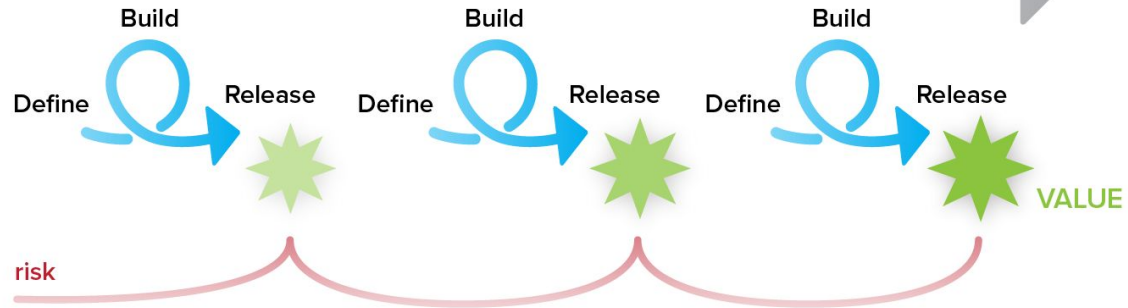 Build
Build
Build
Define
Release
Define
Release
Define
Release
VALUE
risk